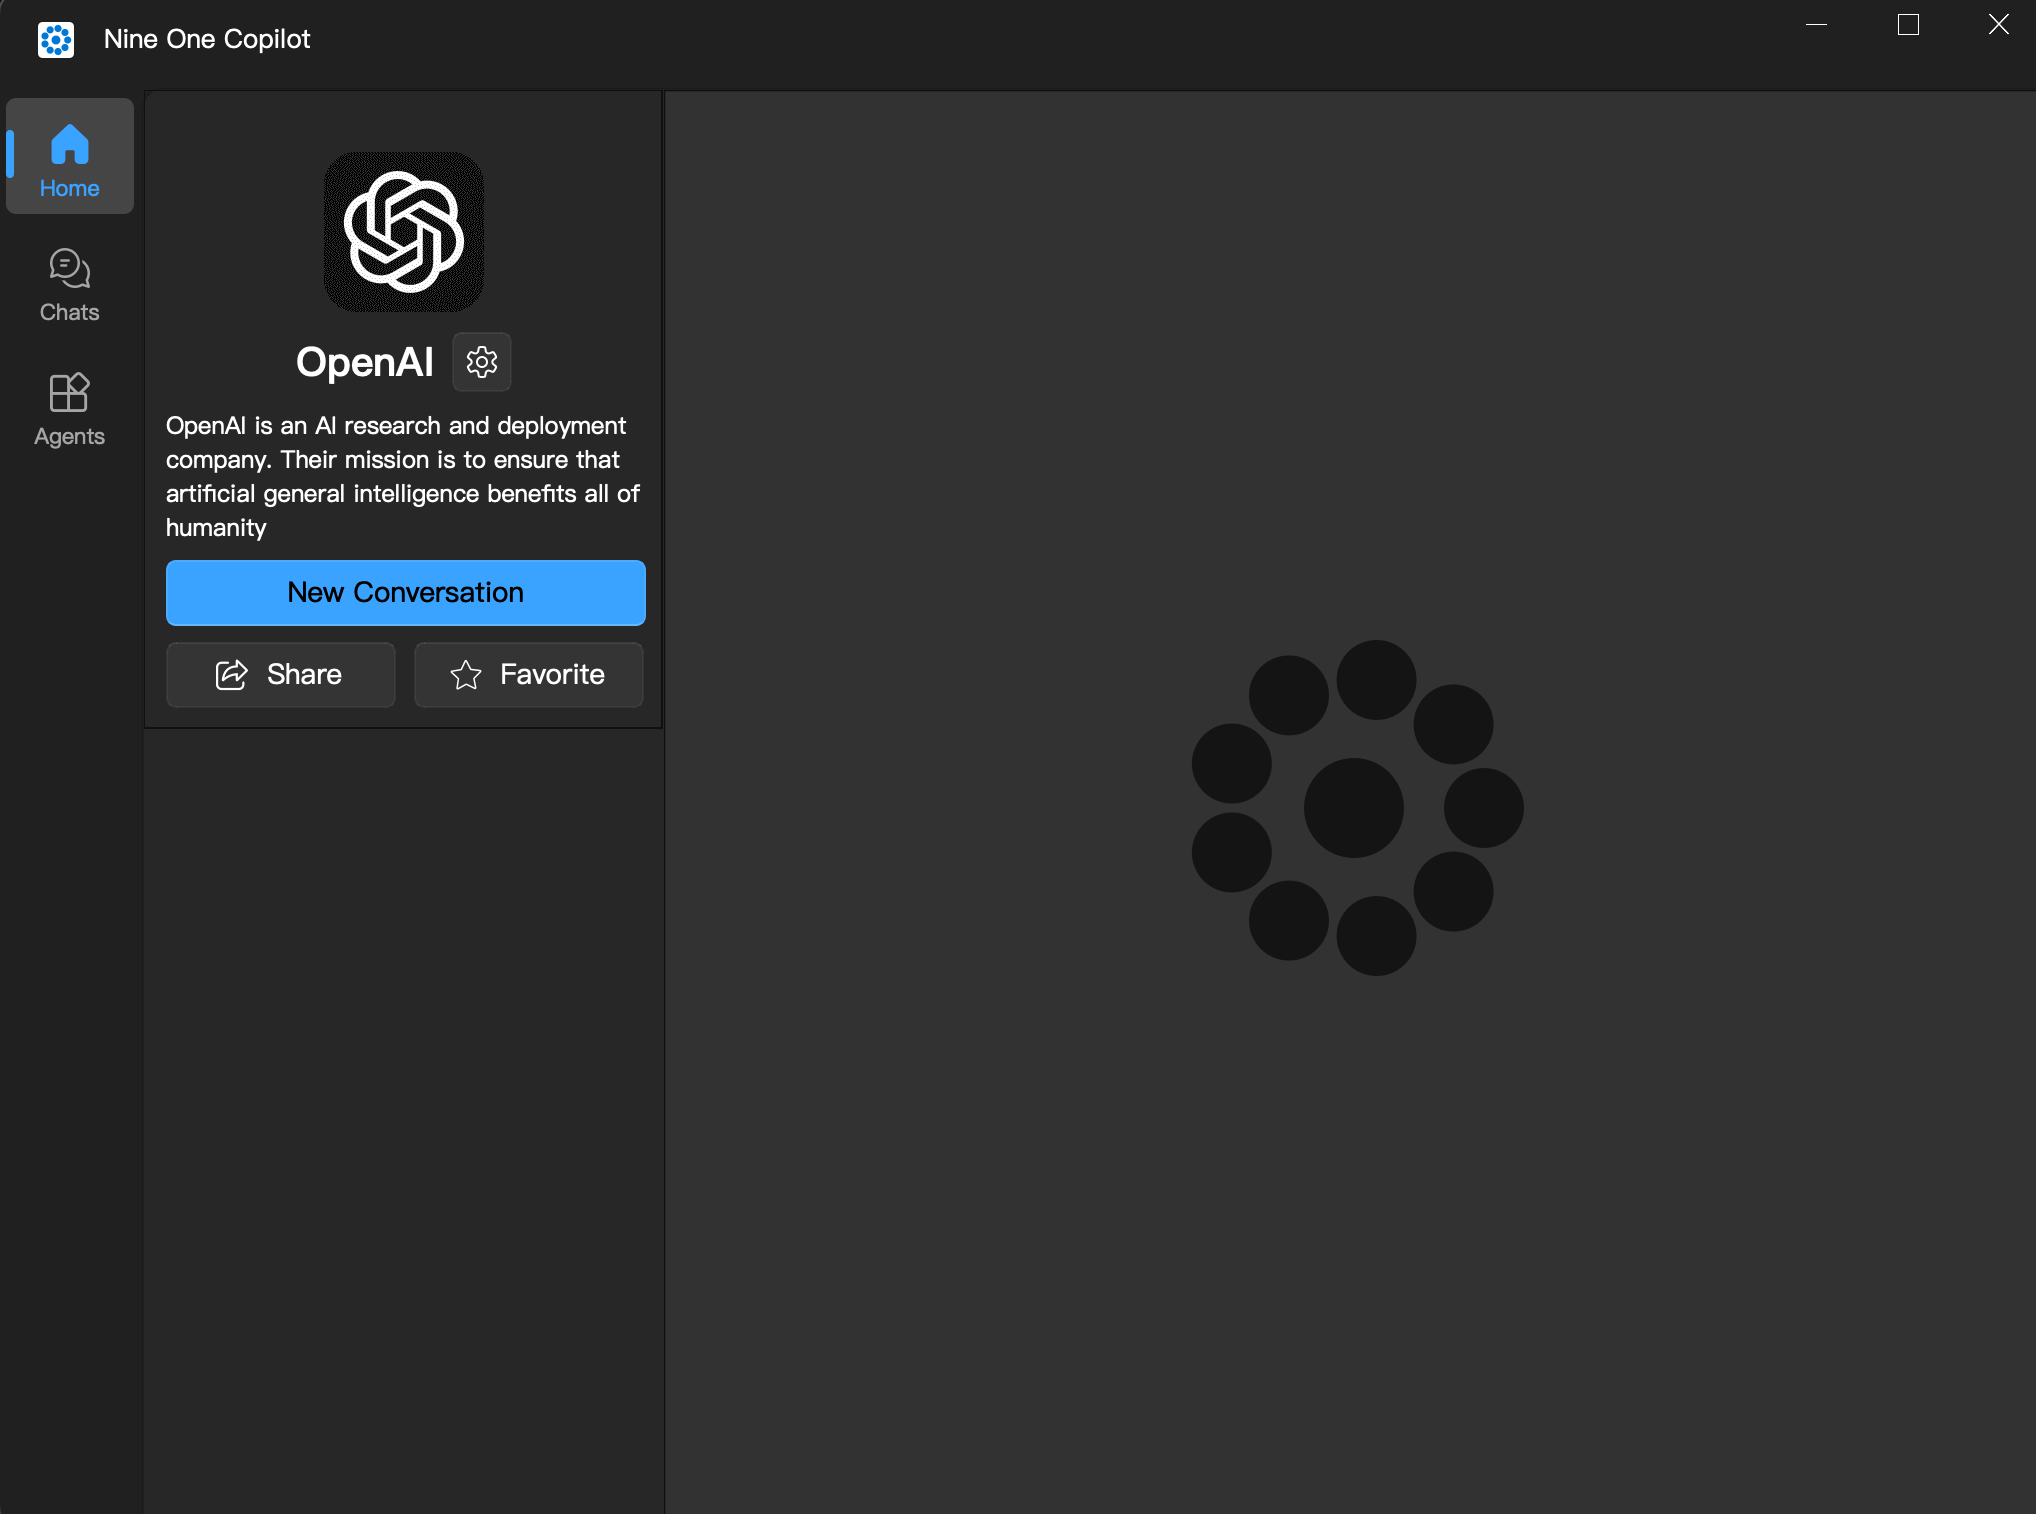 Nine One Copilot
Home
Chats
Agents
OpenAI
OpenAI is an AI research and deployment
company. Their mission is to ensure that
artificial general intelligence benefits all of
humanity
New Conversation
Share
Favorite